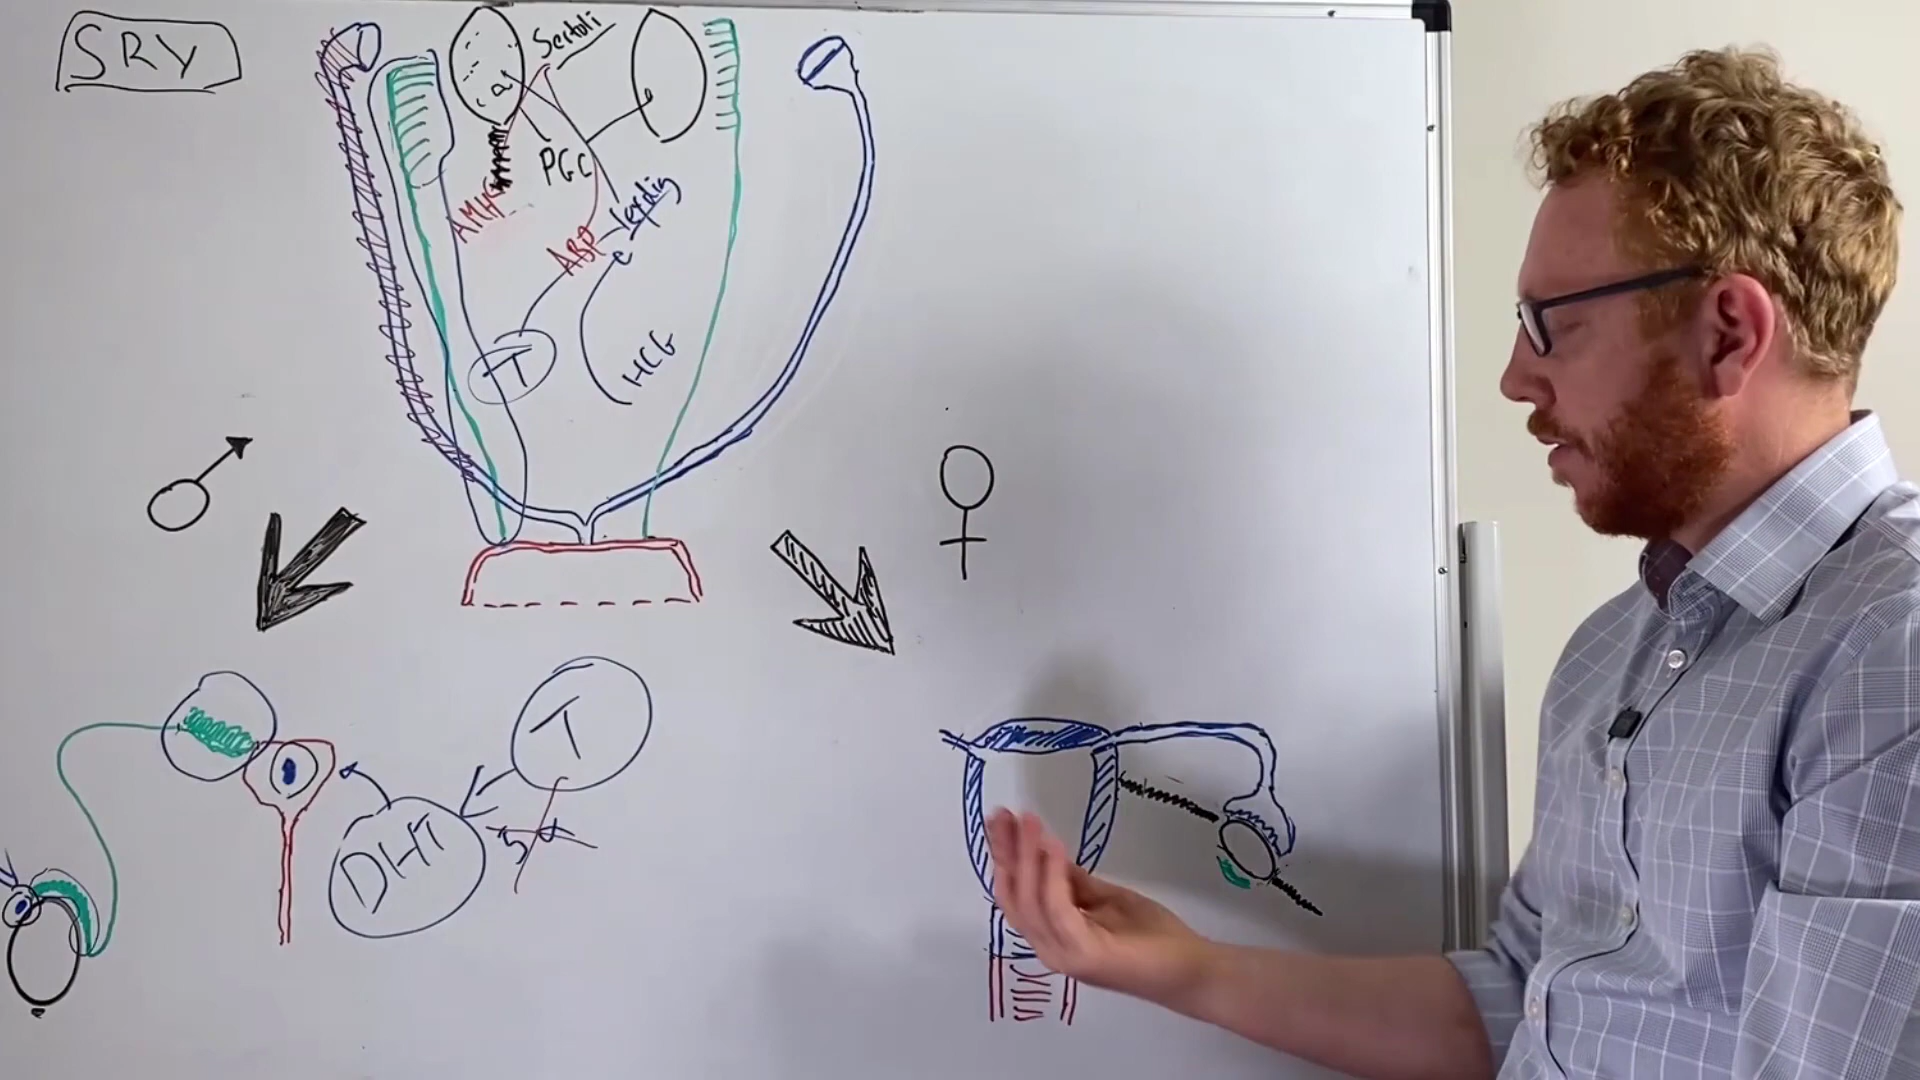 SRY
Sertoli
PGC
AMH
Leydig
ABP
C
T
HCG
T
DHT
5α